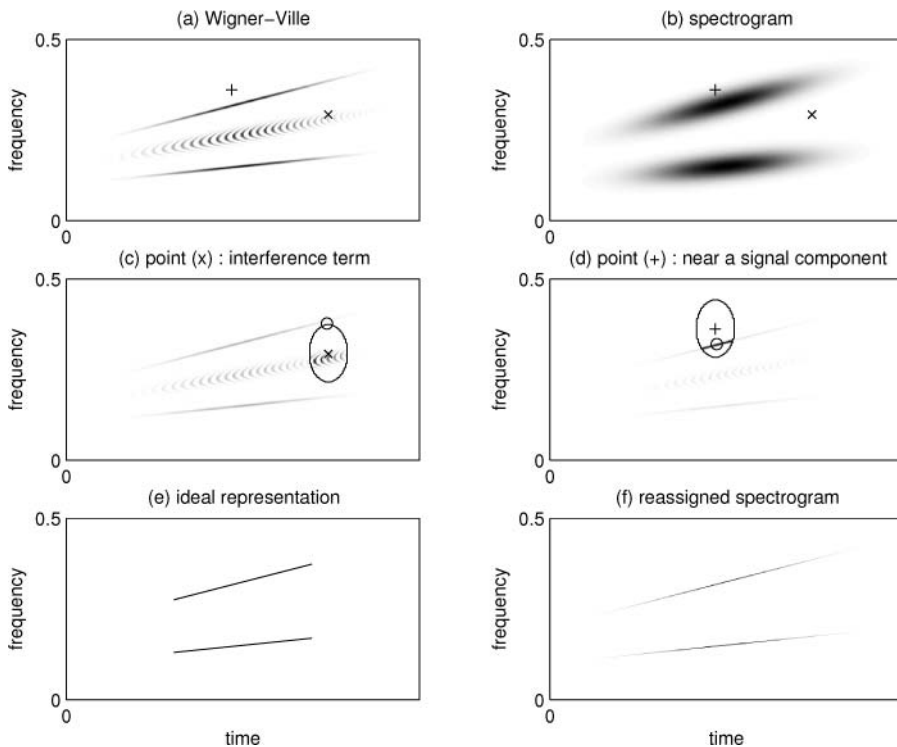 (a) Wigner-Ville
(b) spectrogram
0.5
frequency
+
×
0
0
0.5
frequency
+
×
0
0
(c) point (x) : interference term
(d) point (+) : near a signal component
0.5
frequency
×
0
0
0.5
frequency
+
0
0
(e) ideal representation
(f) reassigned spectrogram
0.5
frequency
0
0
time
0.5
frequency
0
0
time